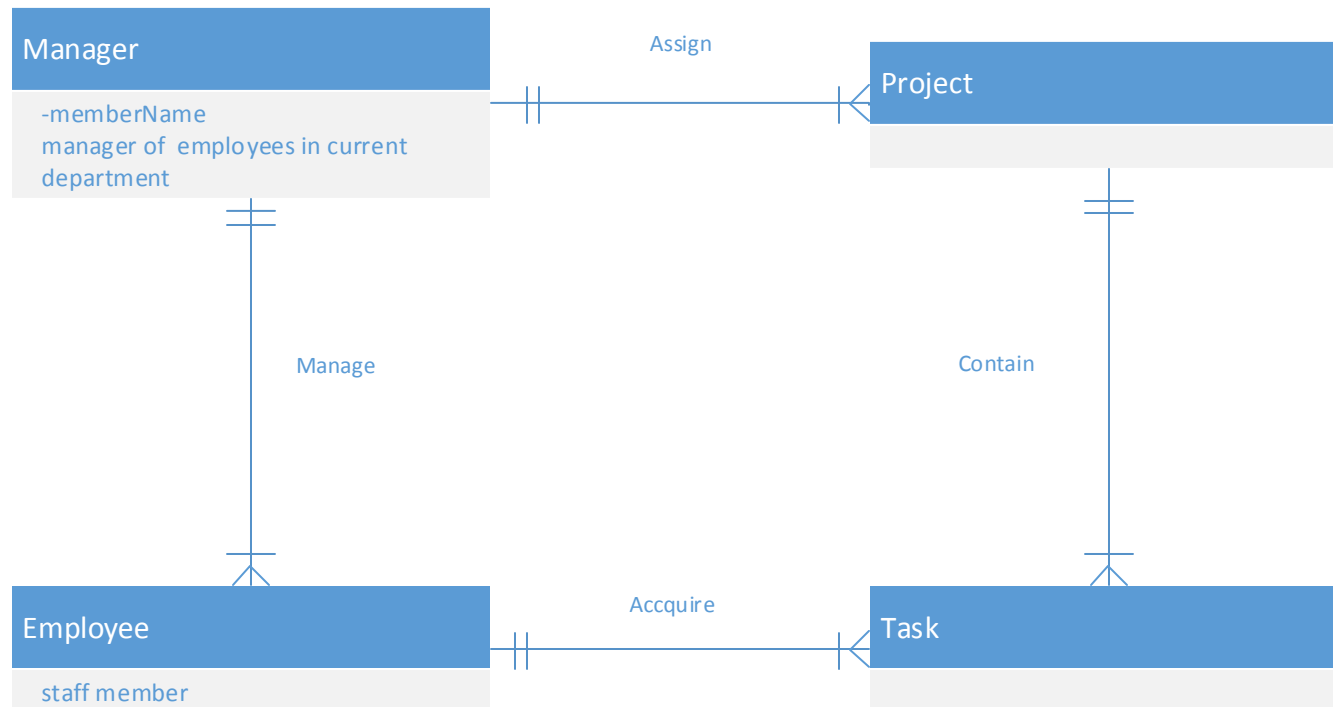 Manager
-memberName
manager of employees in current
department
Assign
Project
Manage
Contain
Employee
staff member
Accquire
Task